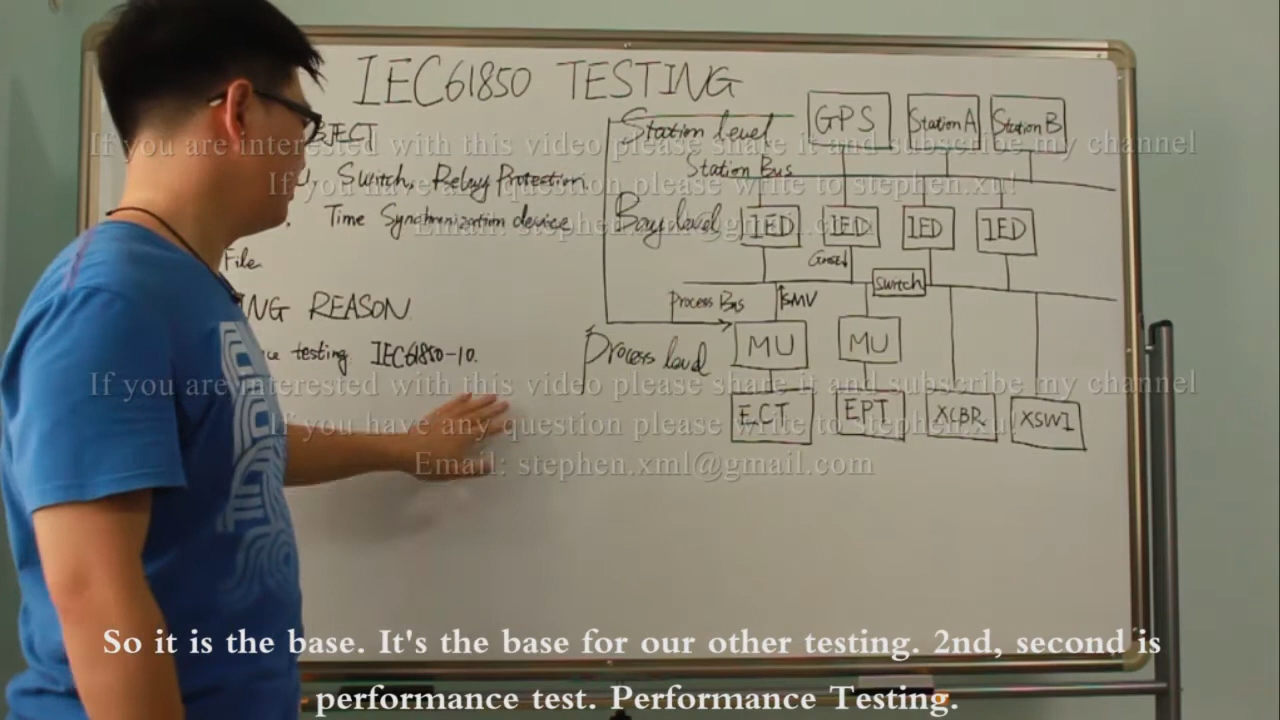 IEC61850 TESTING
BJECT
Switch, Relay Protection.
Time Synchronization device
File
NG REASON
ce testing IEC61850-10.
Station level
GPS
Station A
Station B
Station Bus
Bay level
IED
IED
IED
IED
Goose
Switch
Process Bus
SMV
Process level
MU
MU
ECT
EPT
XCBR
XSWI
If you are interested with this video please share it and subscribe my channel
If you have any question please write to stephen.xu!
Email: stephen.xml@gmail.com
If you are interested with this video please share it and subscribe my channel
If you have any question please write to stephen.xu!
Email: stephen.xml@gmail.com
So it is the base. It's the base for our other testing. 2nd, second is
performance test. Performance Testing.